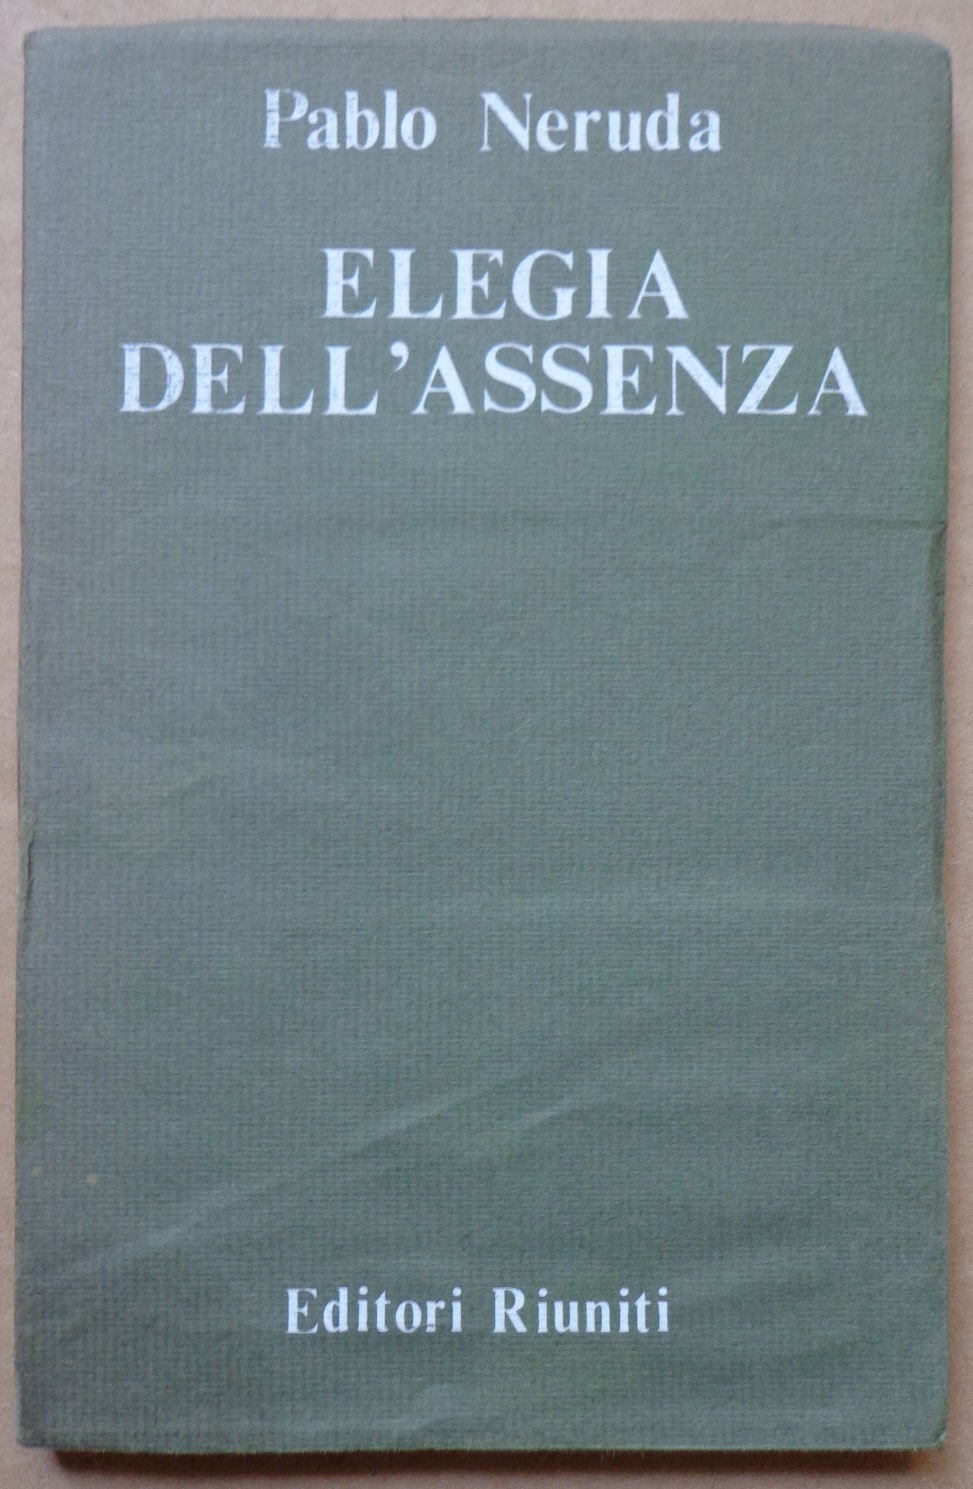 Pablo Neruda
ELEGIA
DELL'ASSENZA
Editori Riuniti